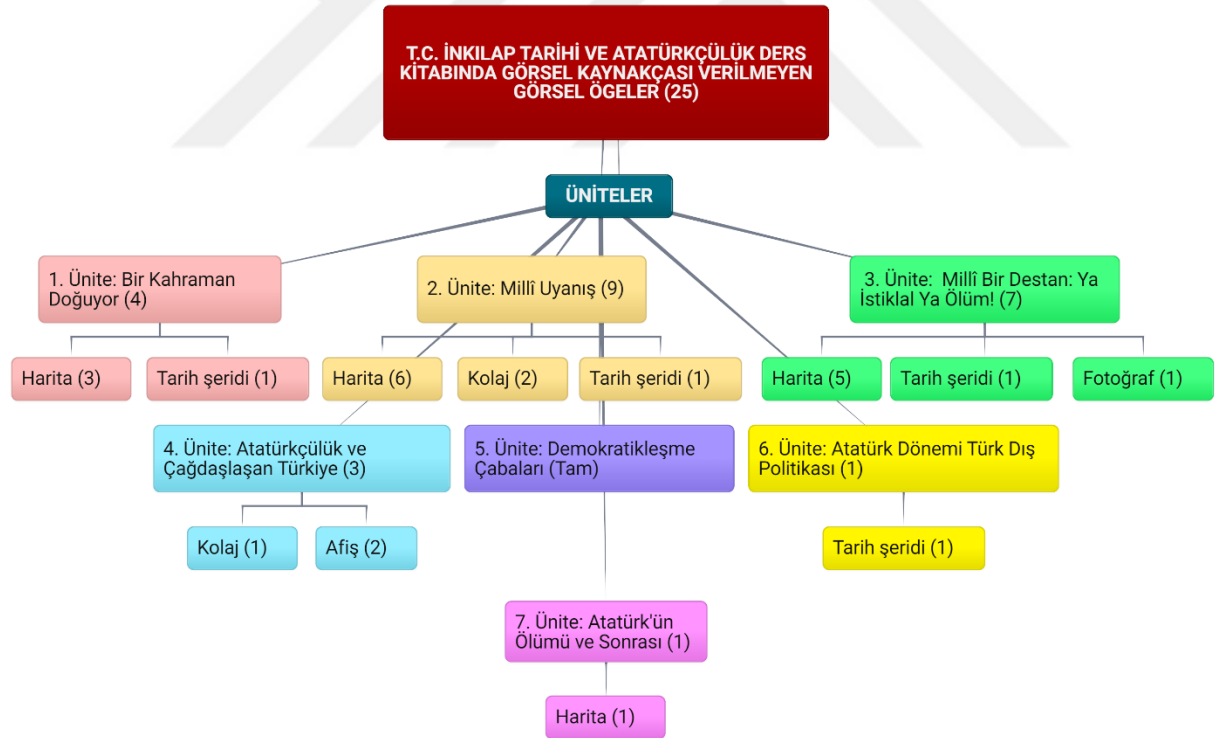 T.C. İNKILAP TARİHİ VE ATATÜRKÇÜLÜK DERS
KİTABINDA GÖRSEL KAYNAKÇASI VERİLMEYEN
GÖRSEL ÖGELER (25)
ÜNİTELER
1. Ünite: Bir Kahraman
Doğuyor (4)
2. Ünite: Millî Uyanış (9)
3. Ünite: Millî Bir Destan: Ya
İstiklal Ya Ölüm! (7)
Harita (3)
Tarih şeridi (1)
Harita (6)
Kolaj (2)
Tarih şeridi (1)
Harita (5)
Tarih şeridi (1)
Fotoğraf (1)
4. Ünite: Atatürkçülük ve
Çağdaşlaşan Türkiye (3)
5. Ünite: Demokratikleşme
Çabaları (Tam)
6. Ünite: Atatürk Dönemi Türk Dış
Politikası (1)
Kolaj (1)
Afiş (2)
Tarih şeridi (1)
7. Ünite: Atatürk'ün
Ölümü ve Sonrası (1)
Harita (1)